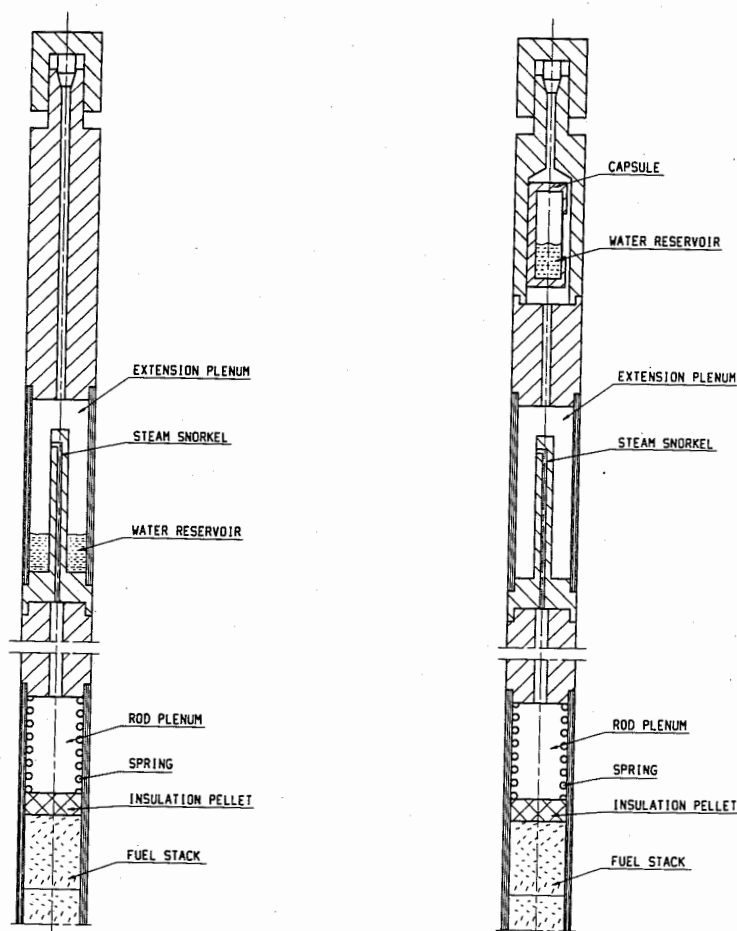 EXTENSION PLENUM
STEAM SNORKEL
WATER RESERVOIR
ROD PLENUM
SPRING
INSULATION PELLET
FUEL STACK
CAPSULE
WATER RESERVOIR
EXTENSION PLENUM
STEAM SNORKEL
ROD PLENUM
SPRING
INSULATION PELLET
FUEL STACK